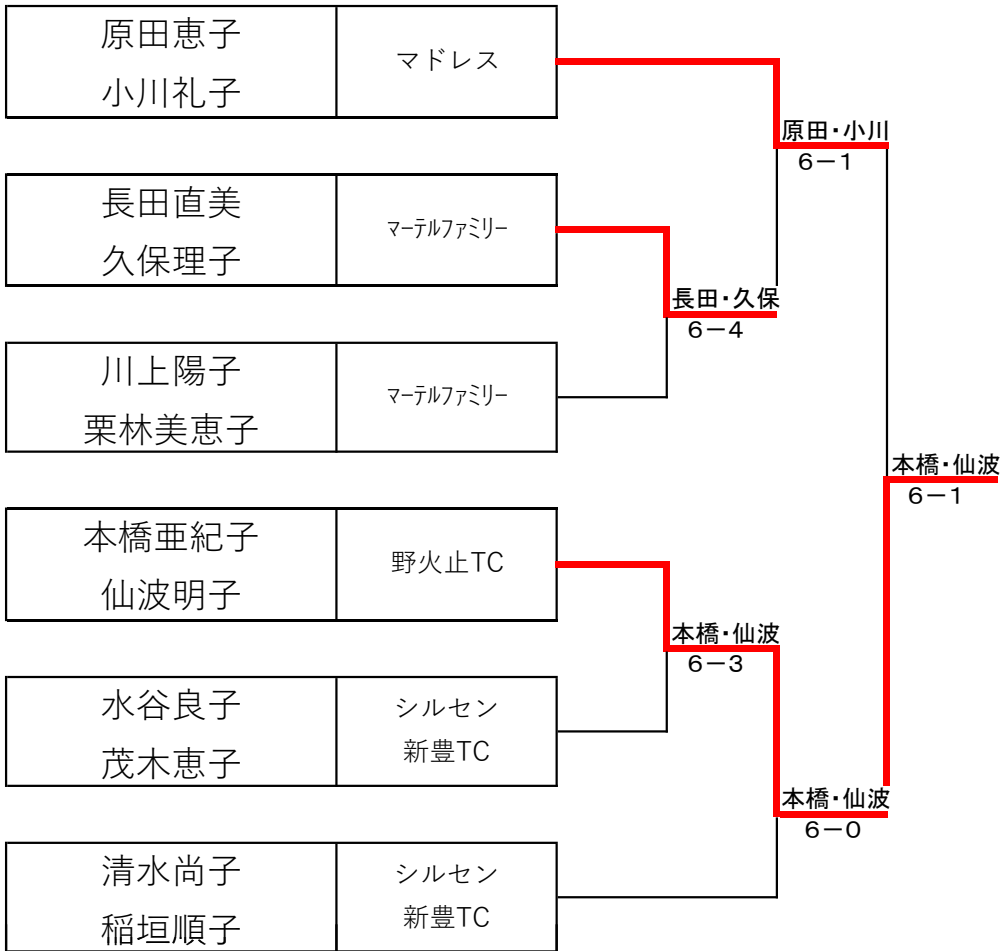 原田恵子
小川礼子
マドレス
長田直美
久保理子
マーテルファミリー
川上陽子
栗林美恵子
マーテルファミリー
本橋亜紀子
仙波明子
野火止TC
水谷良子
茂木恵子
シルセン
新豊TC
清水尚子
稲垣順子
シルセン
新豊TC
長田・久保
6-4
本橋・仙波
6-3
原田・小川
6-1
本橋・仙波
6-0
本橋・仙波
6-1